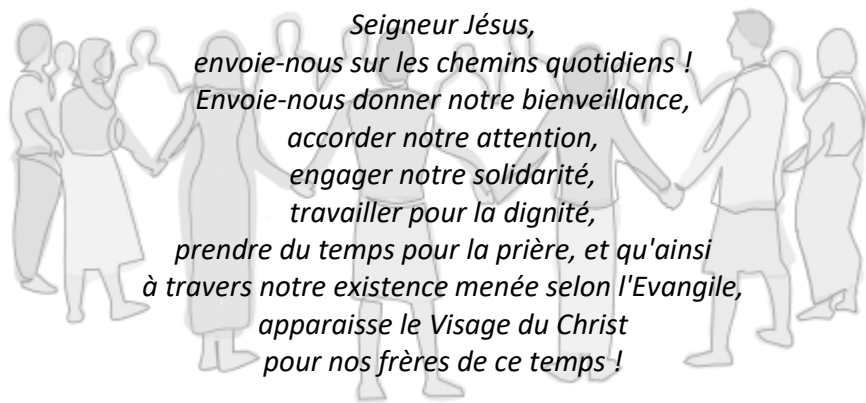 Seigneur Jésus,
envoie-nous sur les chemins quotidiens !
Envoie-nous donner notre bienveillance,
accorder notre attention,
engager notre solidarité,
travailler pour la dignité,
prendre du temps pour la prière, et qu'ainsi
à travers notre existence menée selon l'Evangile,
apparaisse le Visage du Christ
pour nos frères de ce temps !